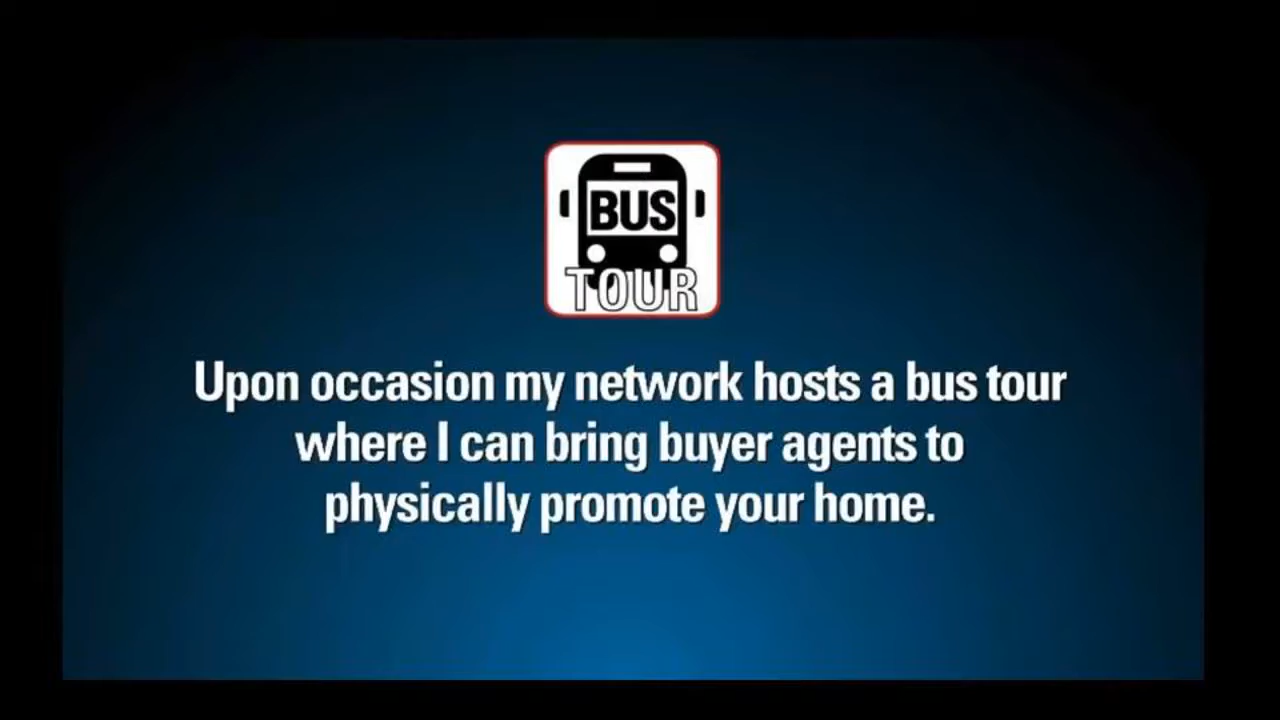 BUS
TOUR
Upon occasion my network hosts a bus tour
where I can bring buyer agents to
physically promote your home.